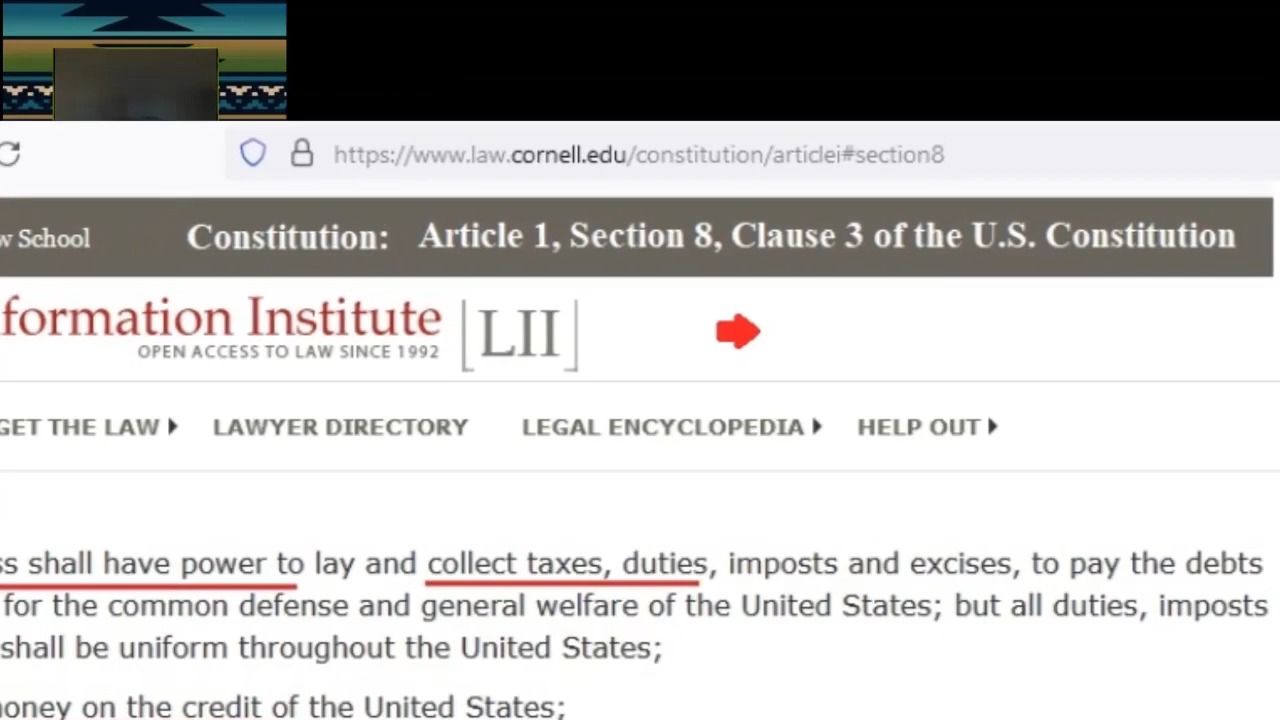 https://www.law.cornell.edu/constitution/articlei#section8
w School Constitution: Article 1, Section 8, Clause 3 of the U.S. Constitution
formation Institute
OPEN ACCESS TO LAW SINCE 1992
[LII]
GET THE LAW LAWYER DIRECTORY LEGAL ENCYCLOPEDIA HELP OUT
ss shall have power to lay and collect taxes, duties, imposts and excises, to pay the debts
for the common defense and general welfare of the United States; but all duties, imposts
shall be uniform throughout the United States;
money on the credit of the United States;